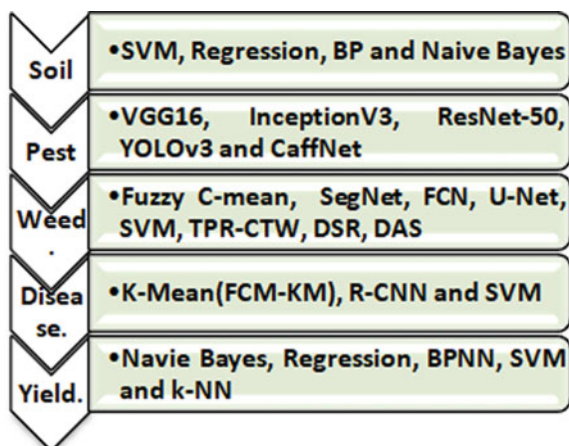 Soil
•SVM, Regression, BP and Naive Bayes
Pest
•VGG16, InceptionV3, ResNet-50,
YOLOv3 and CaffNet
Weed
.
•Fuzzy C-mean, SegNet, FCN, U-Net,
SVM, TPR-CTW, DSR, DAS
Disea
se.
•K-Mean(FCM-KM), R-CNN and SVM
Yield.
•Navie Bayes, Regression, BPNN, SVM
and k-NN